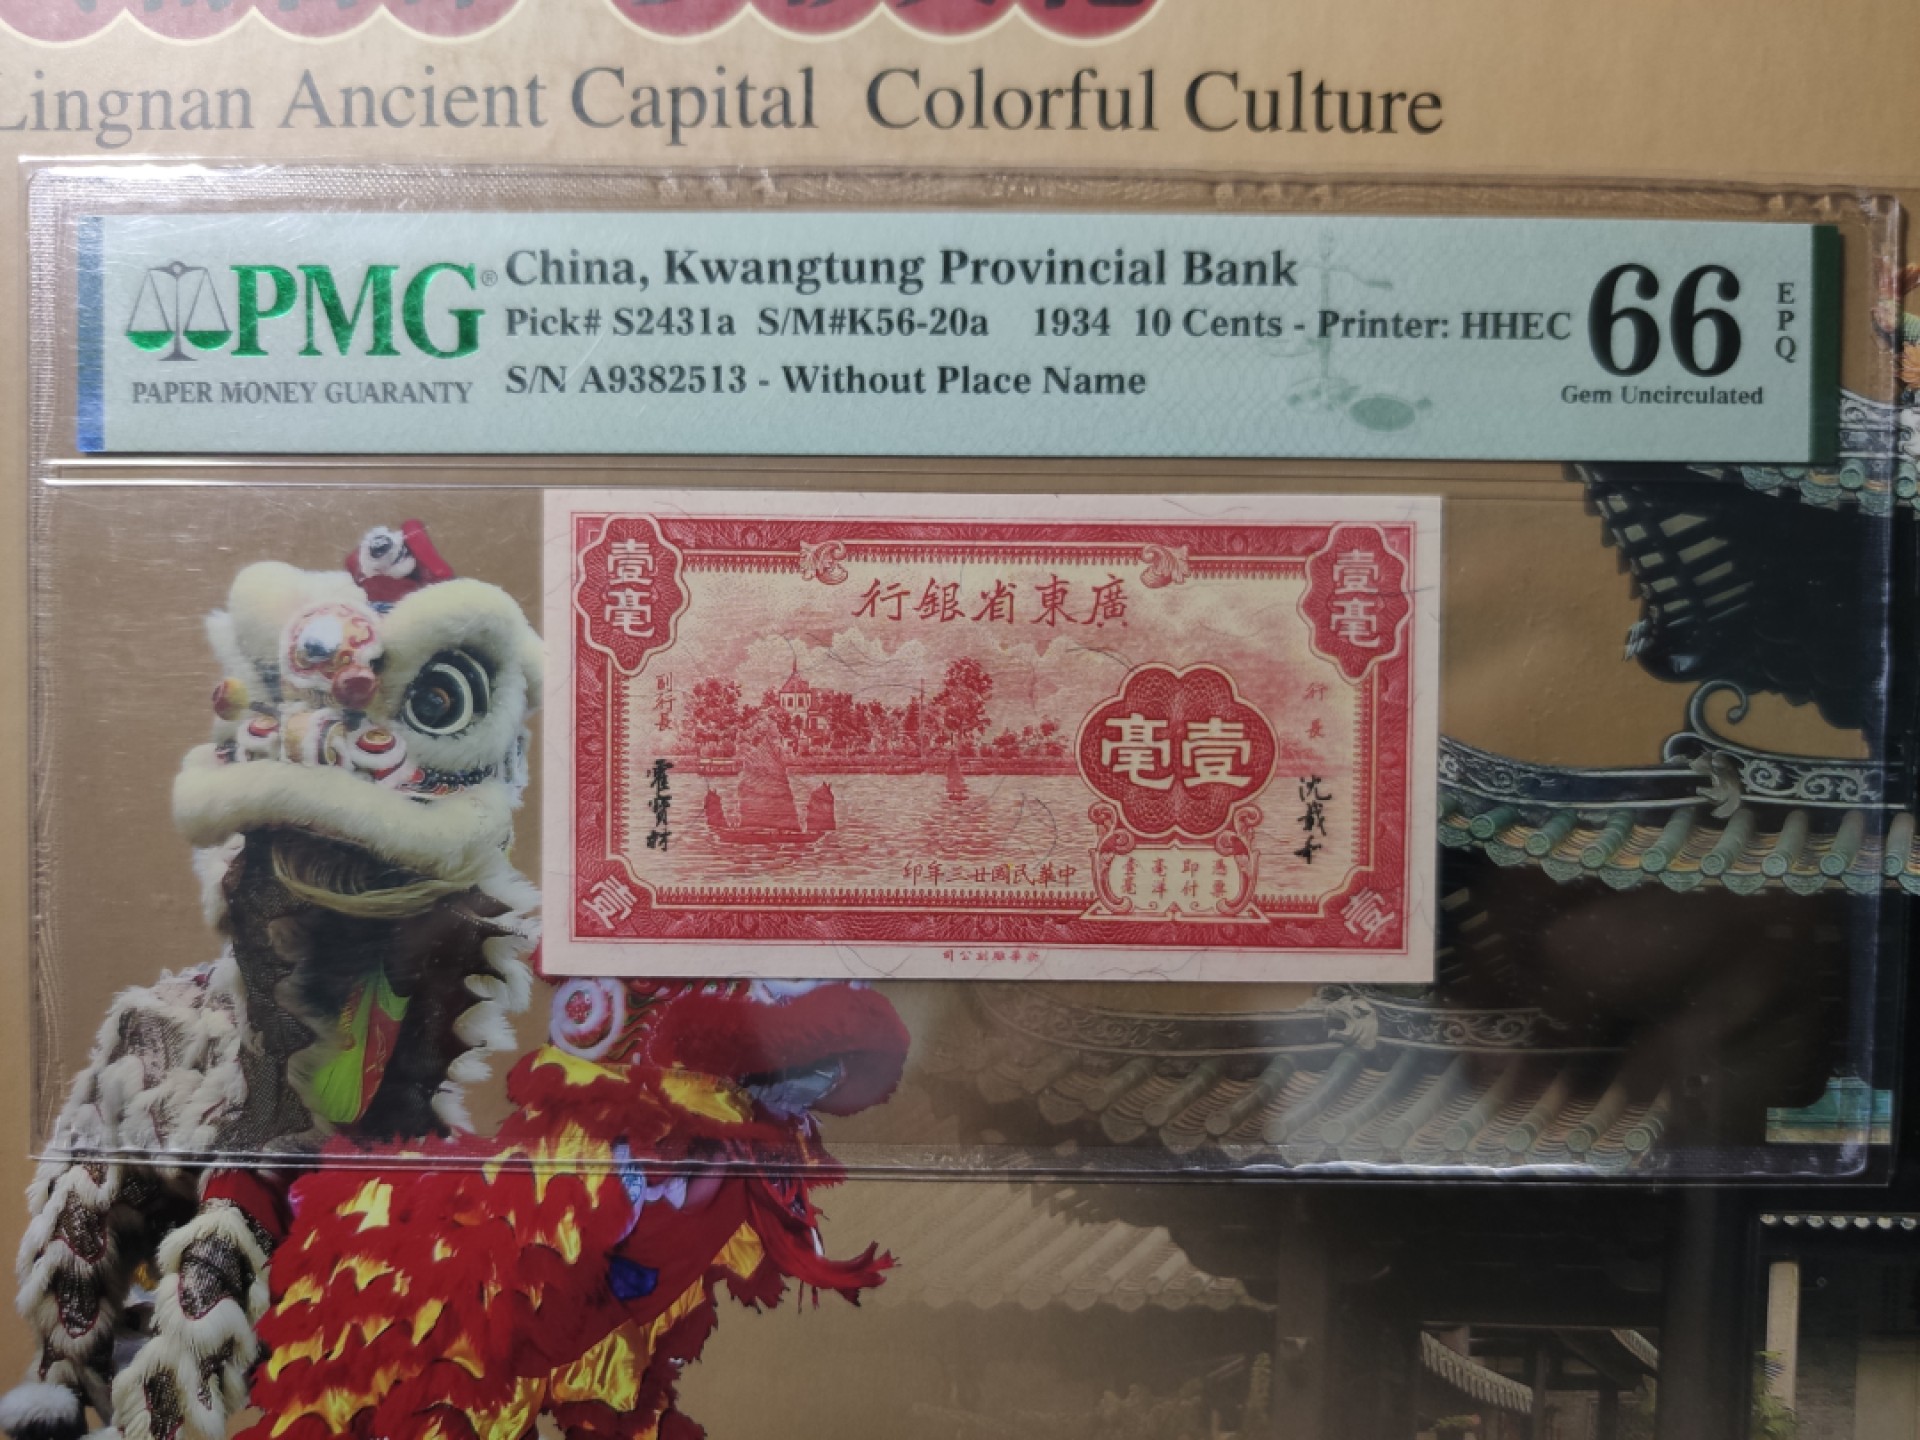 Lingnan Ancient Capital Colorful Culture
PMG®
PAPER MONEY GUARANTY
China, Kwangtung Provincial Bank
Pick# S2431a S/M#K56-20a 1934 10 Cents - Printer: HHEC
S/N A9382513 - Without Place Name
66
EPQ
Gem Uncirculated
壹毫
壹毫
廣東省銀行
副行長
行長
壹毫
霍寶材
沈載和
中華民國廿三年印
憑票即付毫洋壹毫
壹
壹